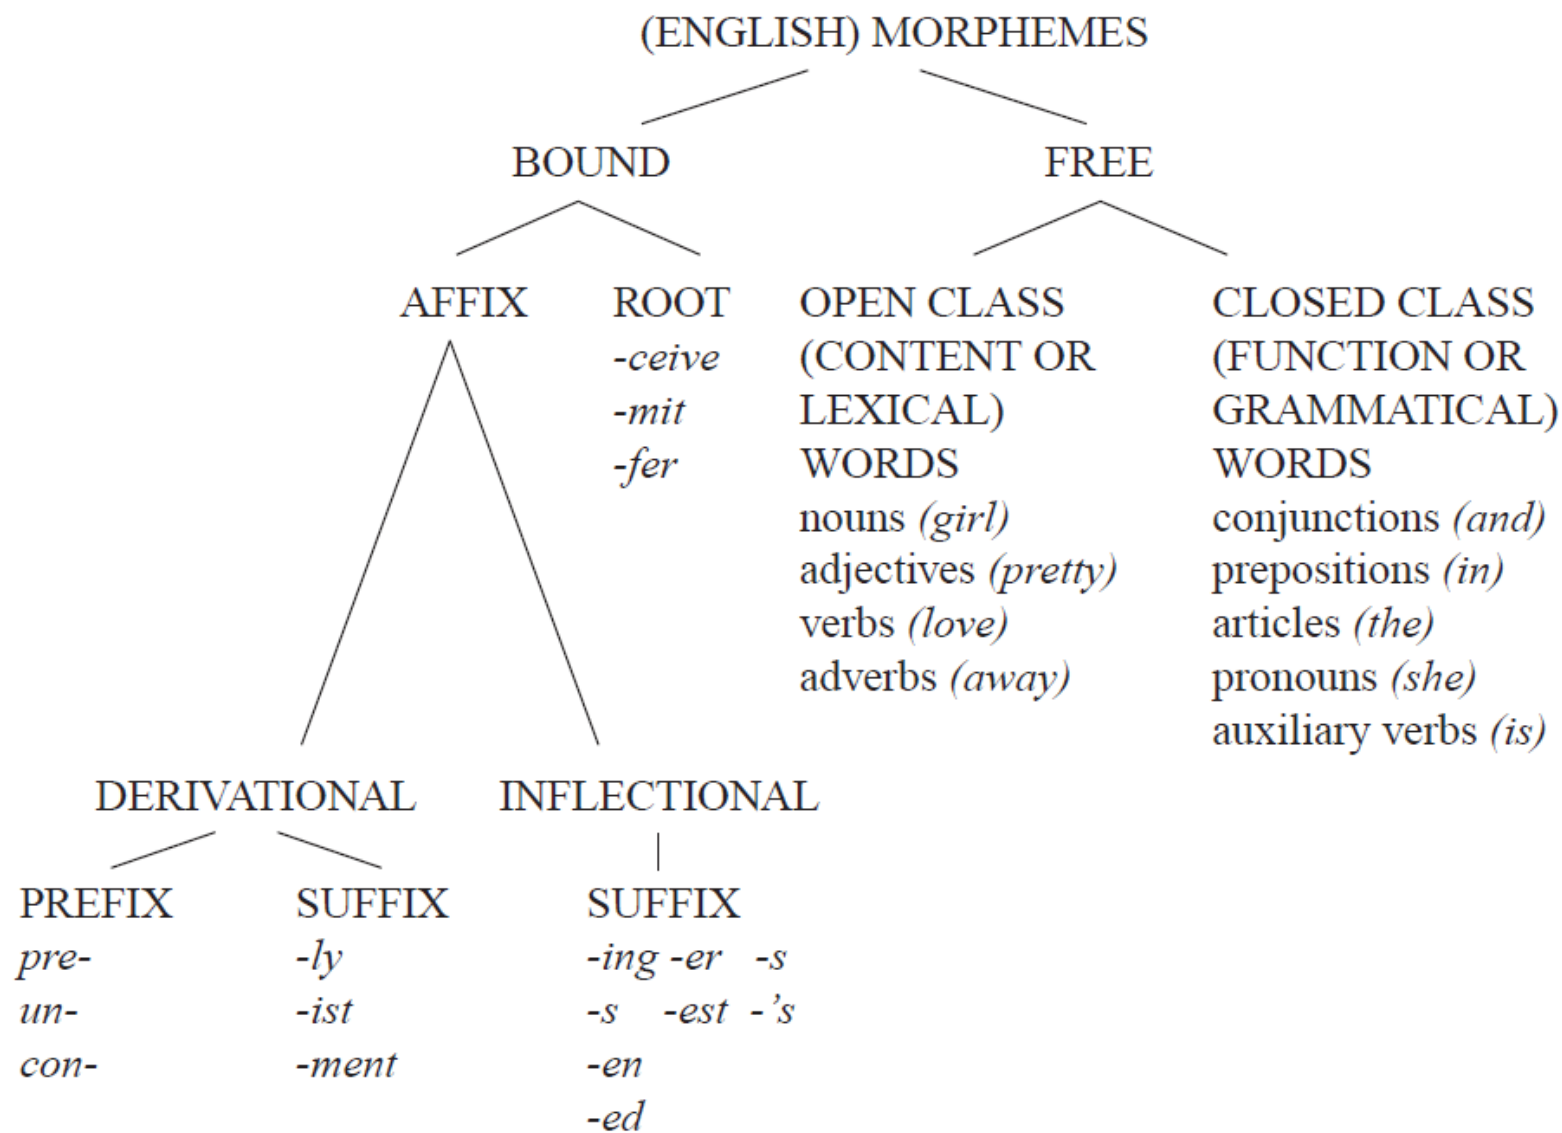 (ENGLISH) MORPHEMES
BOUND
FREE
AFFIX
ROOT
-ceive
-mit
-fer
OPEN CLASS
(CONTENT OR
LEXICAL)
WORDS
nouns (girl)
adjectives (pretty)
verbs (love)
adverbs (away)
CLOSED CLASS
(FUNCTION OR
GRAMMATICAL)
WORDS
conjunctions (and)
prepositions (in)
articles (the)
pronouns (she)
auxiliary verbs (is)
DERIVATIONAL
INFLECTIONAL
PREFIX
pre-
un-
con-
SUFFIX
-ly
-ist
-ment
SUFFIX
-ing -er -s
-s -est -’s
-en
-ed